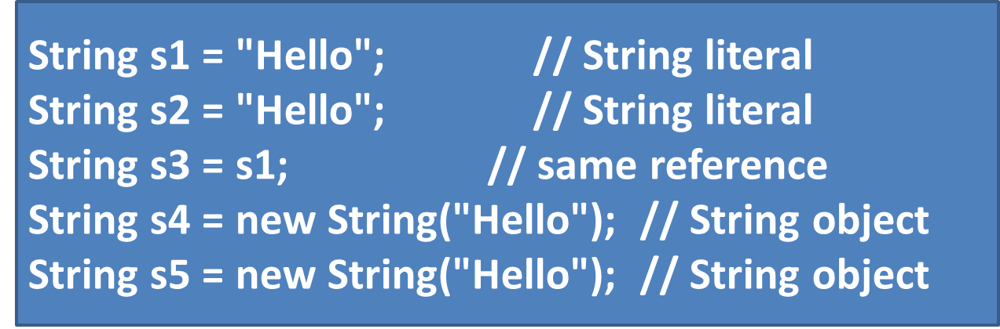 String s1 = "Hello"; // String literal
String s2 = "Hello"; // String literal
String s3 = s1; // same reference
String s4 = new String("Hello"); // String object
String s5 = new String("Hello"); // String object